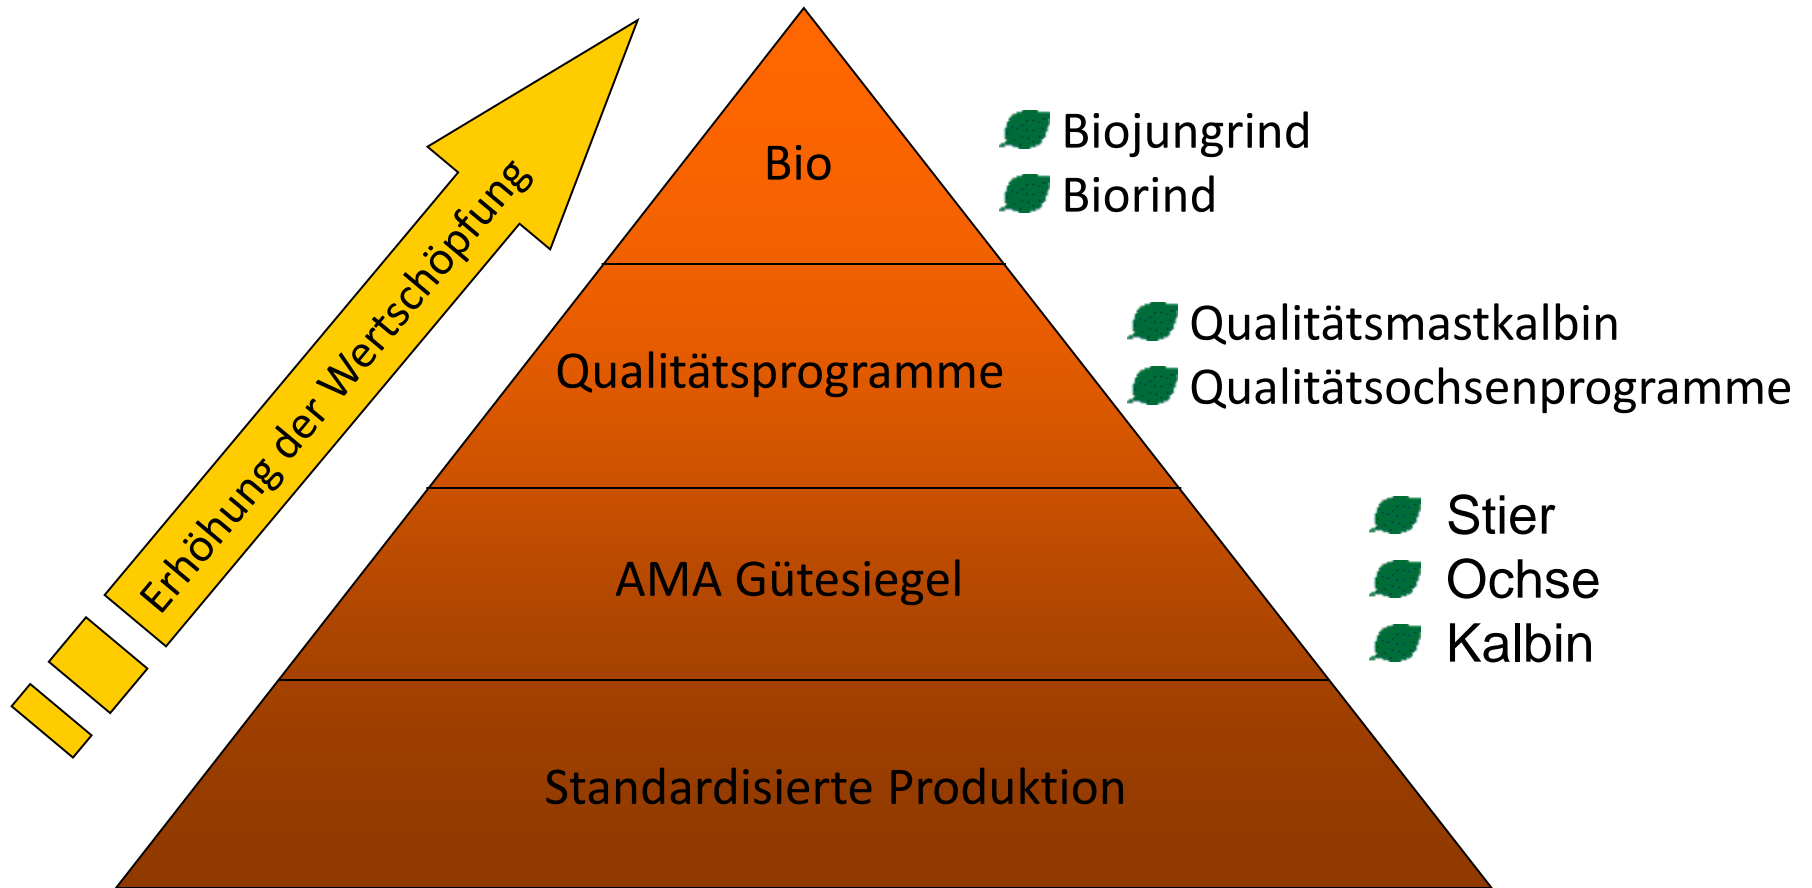 Erhöhung der Wertschöpfung
Bio
Biojungrind
Biorind
Qualitätsprogramme
Qualitätsmastkalbin
Qualitätsochsenprogramme
AMA Gütesiegel
Stier
Ochse
Kalbin
Standardisierte Produktion